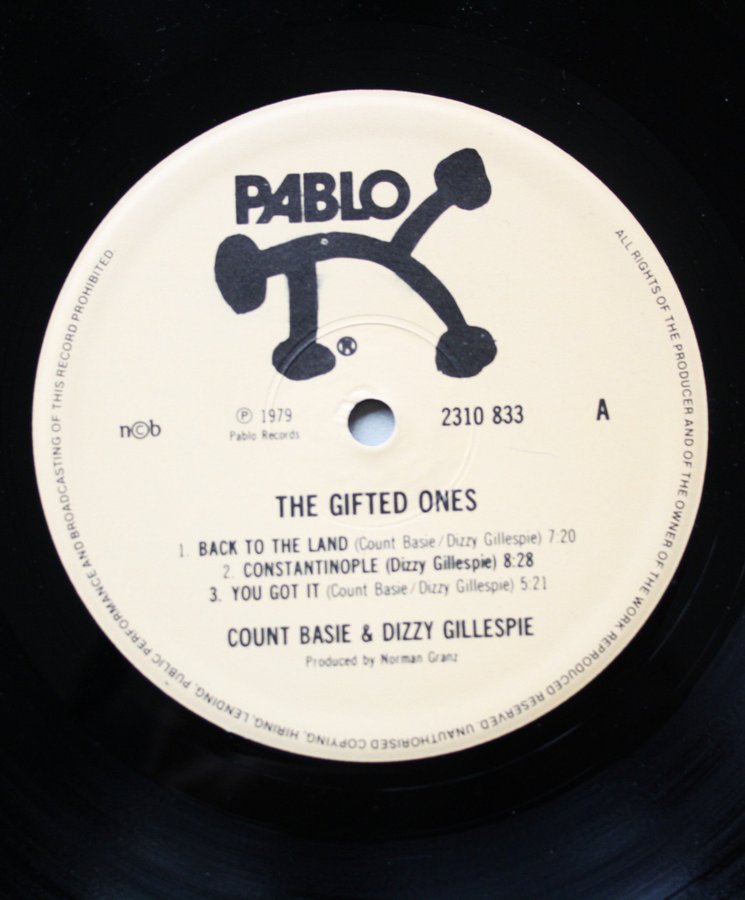 PABLO
n©b
℗ 1979
Pablo Records
2310 833
A
THE GIFTED ONES
1. BACK TO THE LAND (Count Basie/Dizzy Gillespie) 7:20
2. CONSTANTINOPLE (Dizzy Gillespie) 8:28
3. YOU GOT IT (Count Basie/Dizzy Gillespie) 5:21
COUNT BASIE & DIZZY GILLESPIE
Produced by Norman Granz
ALL RIGHTS OF THE PRODUCER AND OF THE OWNER OF THE WORK REPRODUCED RESERVED. UNAUTHORISED COPYING, HIRING, LENDING, PUBLIC PERFORMANCE AND BROADCASTING OF THIS RECORD PROHIBITED.